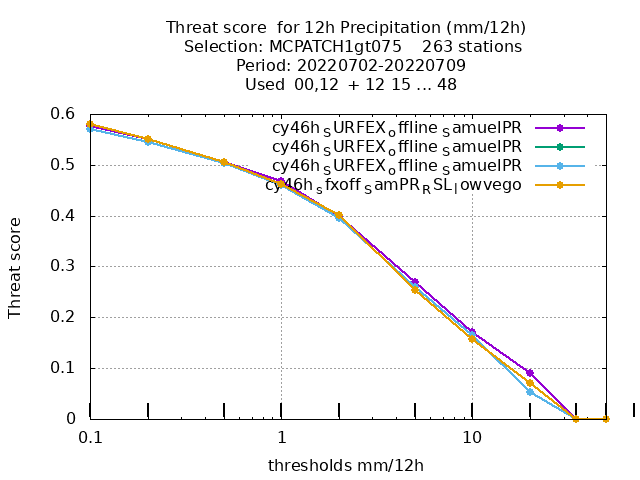 Threat score for 12h Precipitation (mm/12h)
Selection: MCPATCH1gt075 263 stations
Period: 20220702-20220709
Used 00,12 + 12 15 ... 48
cy46h_SURFEX_offline_SamuelPR
cy46h_SURFEX_offline_SamuelPR
cy46h_SURFEX_offline_SamuelPR
cy46h_sfxoff_SamPR_RSL_lowvego
Threat score
0.6
0.5
0.4
0.3
0.2
0.1
0
0.1 1 10
thresholds mm/12h